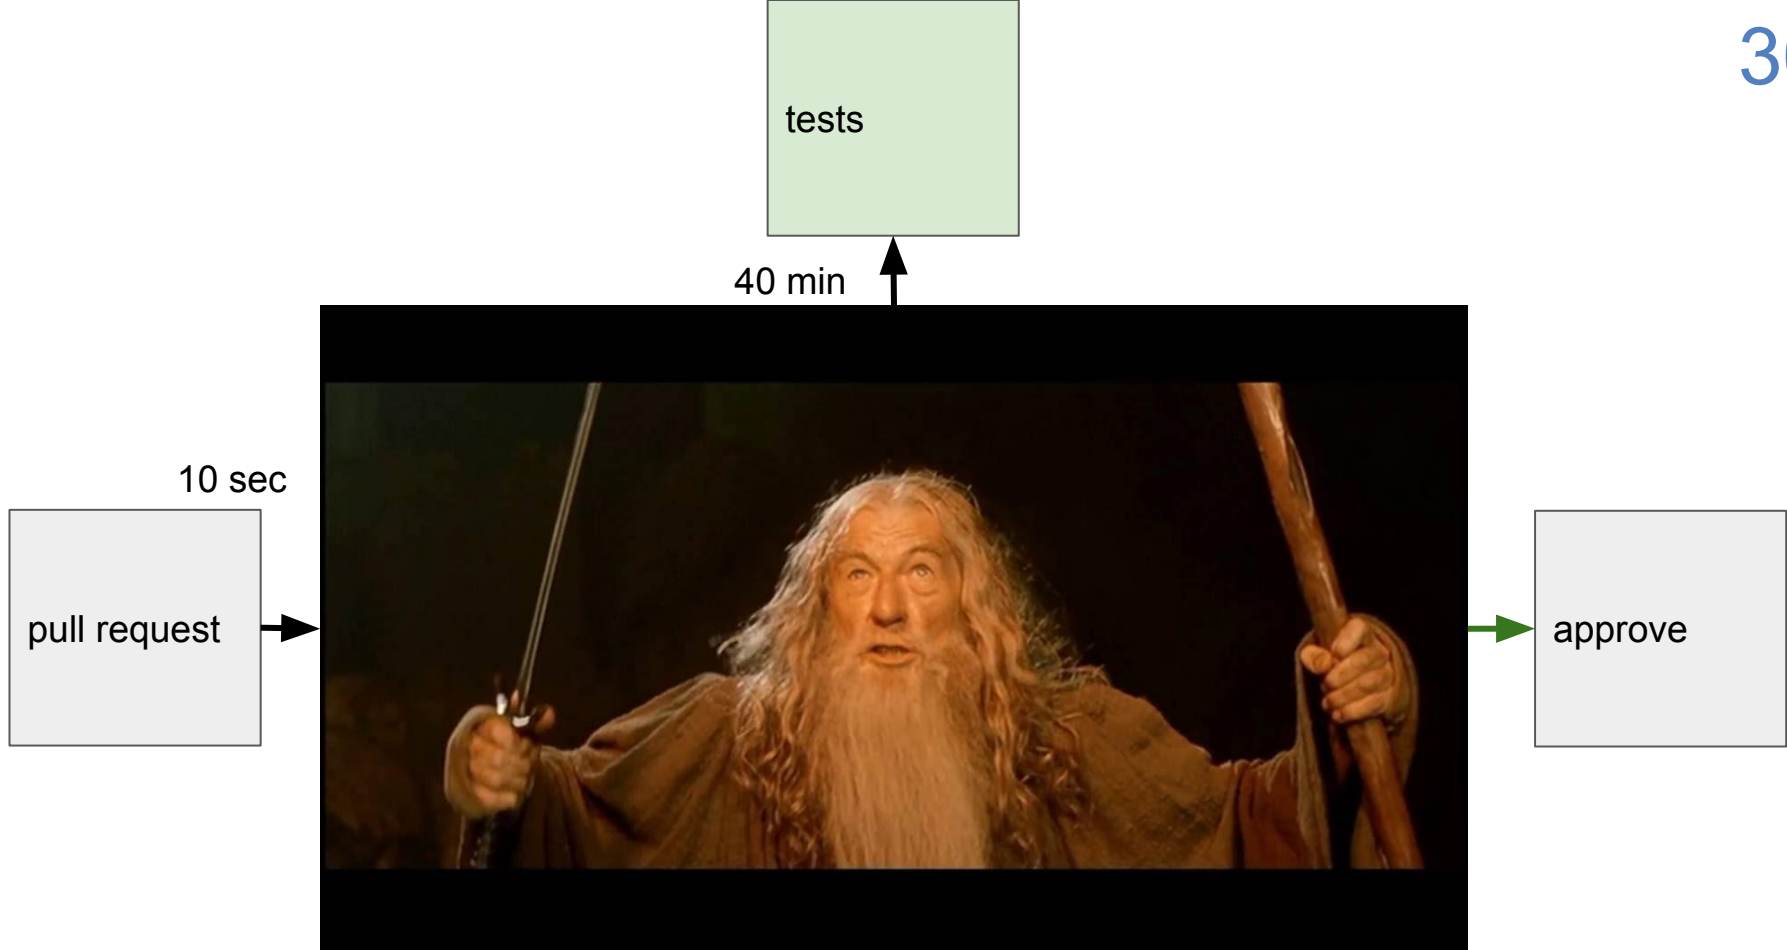 tests
40 min
10 sec
pull request
approve